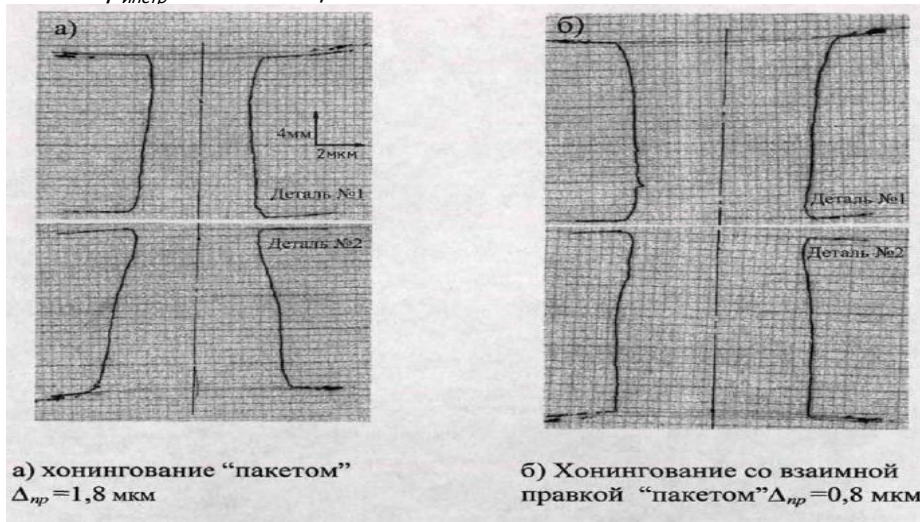 инстр
а)
4мм
2мкм
Деталь №1
Деталь №2
б)
Деталь №1
Деталь №2
а) хонингование “пакетом”
Δпр =1,8 мкм
б) Хонингование со взаимной
правкой “пакетом”Δпр=0,8 мкм